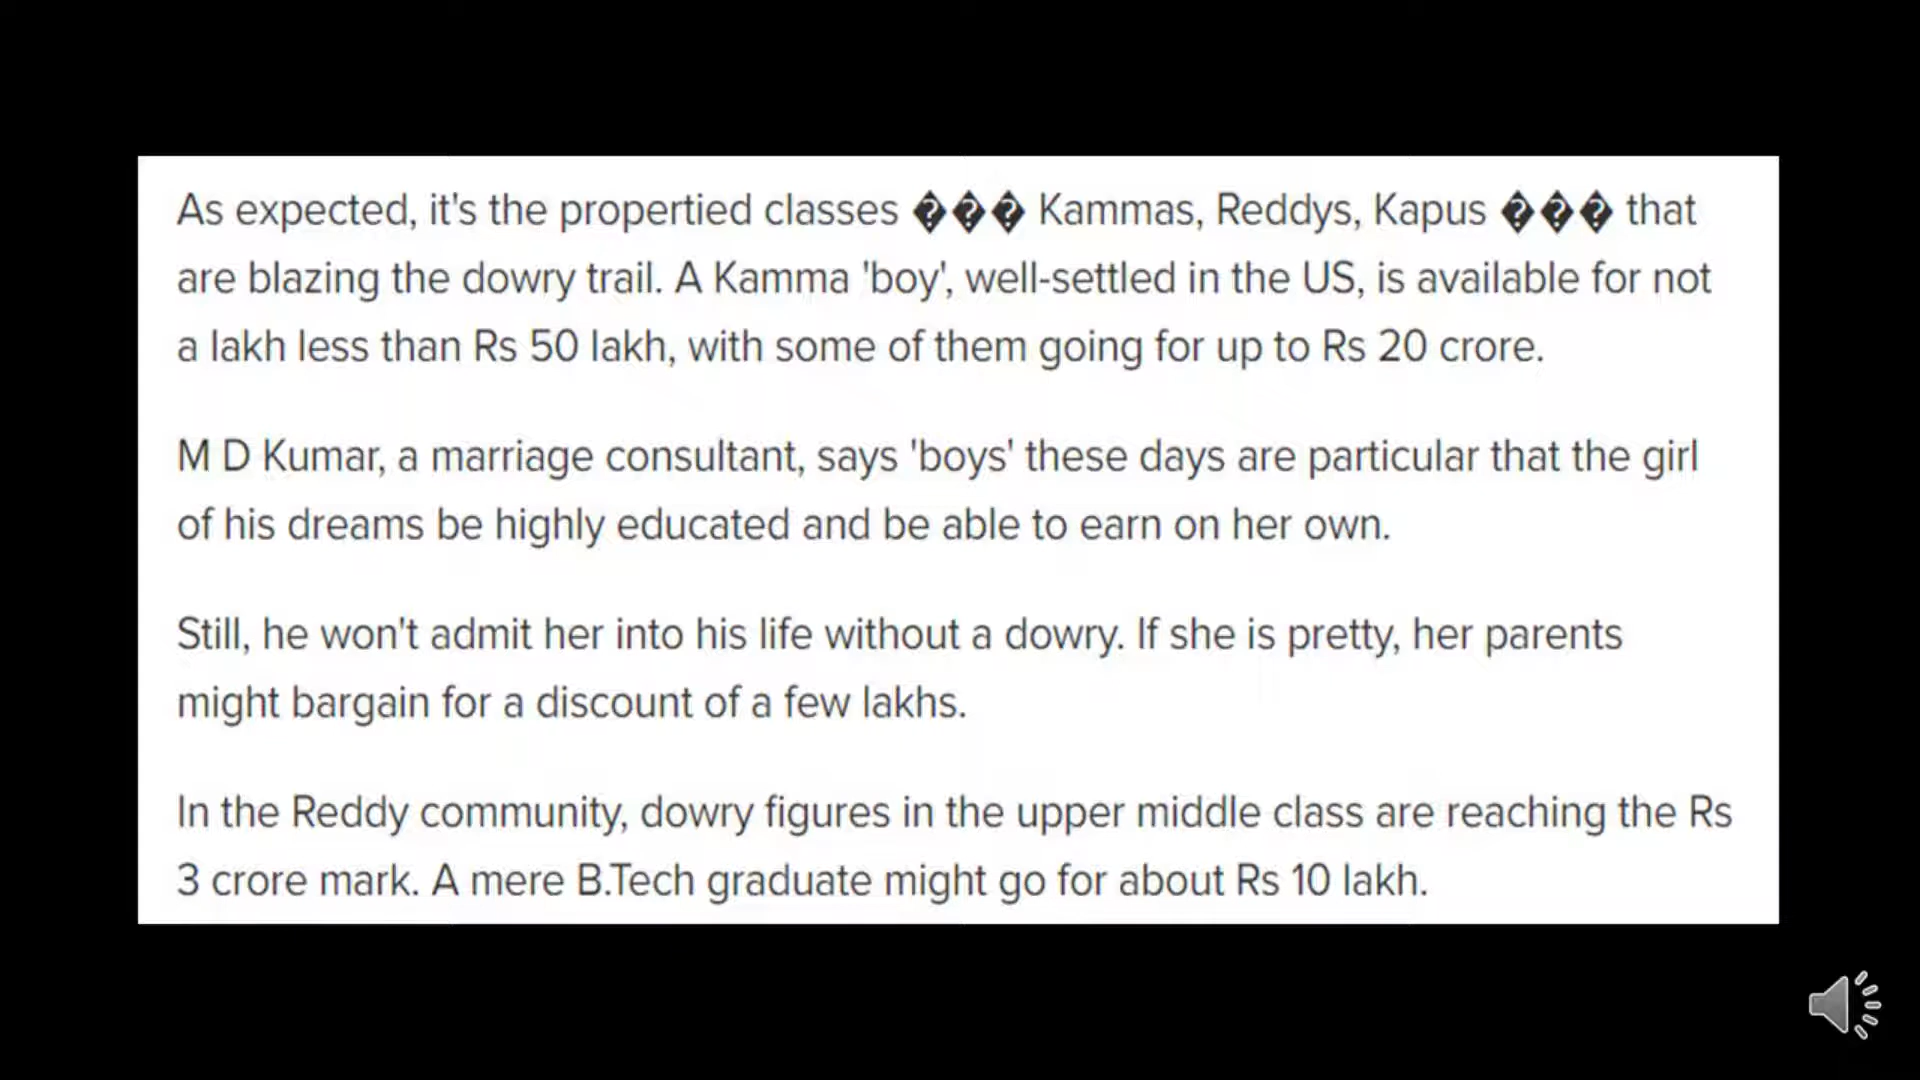 As expected, it's the propertied classes ��� Kammas, Reddys, Kapus ��� that
are blazing the dowry trail. A Kamma 'boy', well-settled in the US, is available for not
a lakh less than Rs 50 lakh, with some of them going for up to Rs 20 crore.
M D Kumar, a marriage consultant, says 'boys' these days are particular that the girl
of his dreams be highly educated and be able to earn on her own.
Still, he won't admit her into his life without a dowry. If she is pretty, her parents
might bargain for a discount of a few lakhs.
In the Reddy community, dowry figures in the upper middle class are reaching the Rs
3 crore mark. A mere B.Tech graduate might go for about Rs 10 lakh.